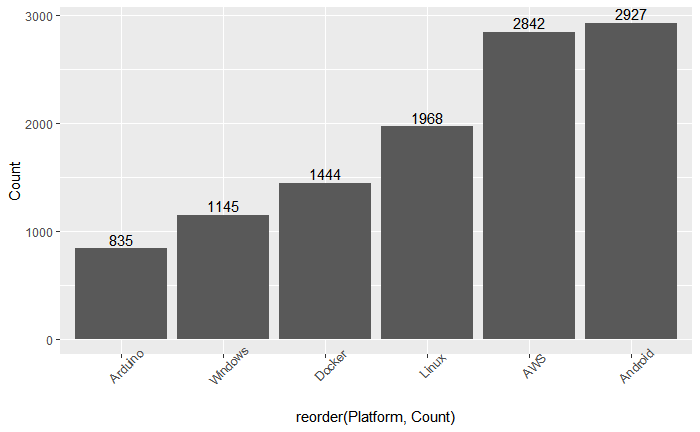 3000
2000
1000
0
Count
835
1145
1444
1968
2842
2927
Arduino
Windows
Docker
Linux
AWS
Android
reorder(Platform, Count)